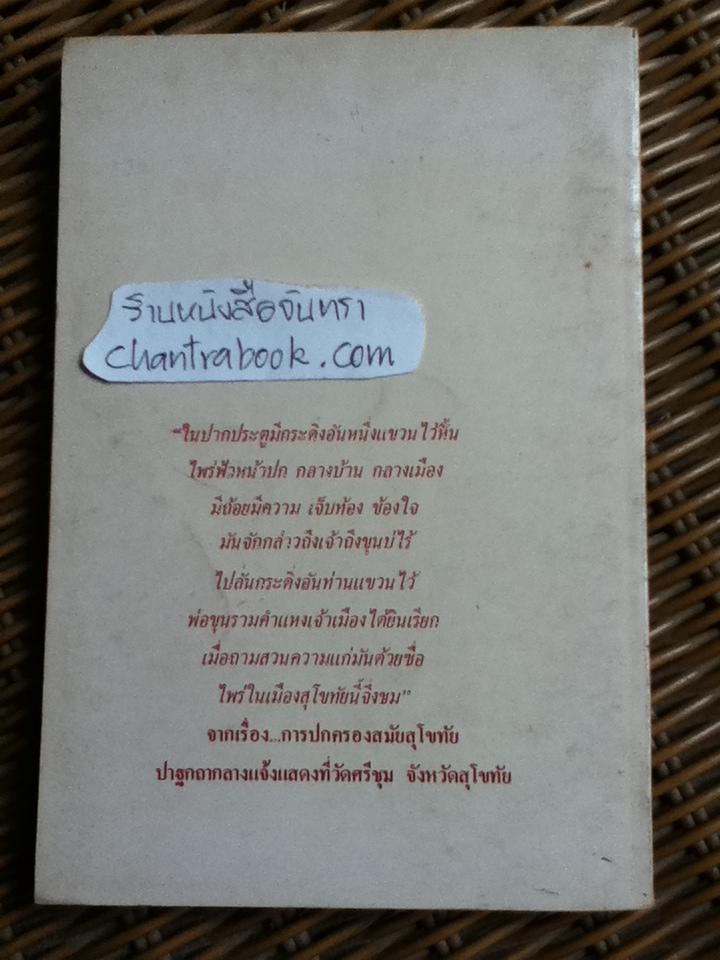 ร้านหนังสือจันทรา
chantrabook.com
"ในปากประตูมีกระดิ่งอันหนึ่งแขวนไว้หั้น
ไพร่ฟ้าหน้าปก กลางบ้าน กลางเมือง
มีถ้อยมีความ เจ็บท้อง ข้องใจ
มันจักกล่าวถึงเจ้าถึงขุนบ่ไร้
ไปลั่นกระดิ่งอันท่านแขวนไว้
พ่อขุนรามคำแหงเจ้าเมืองได้ยินเรียก
เมื่อถามสวนความแก่มันด้วยซื่อ
ไพร่ในเมืองสุโขทัยนี้จึ่งชม"
จากเรื่อง...การปกครองสมัยสุโขทัย
ปาฐกถากลางแจ้งแสดงที่วัดศรีชุม จังหวัดสุโขทัย